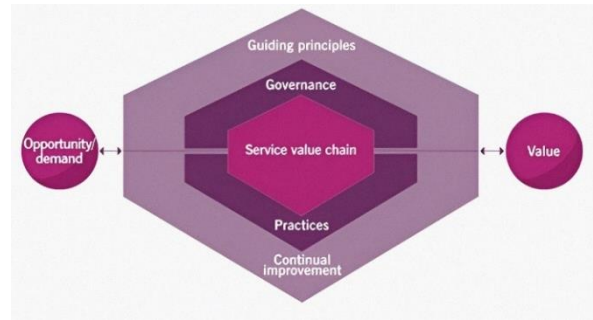 Guiding principles
Governance
Opportunity/
demand
Service value chain
Value
Practices
Continual
improvement